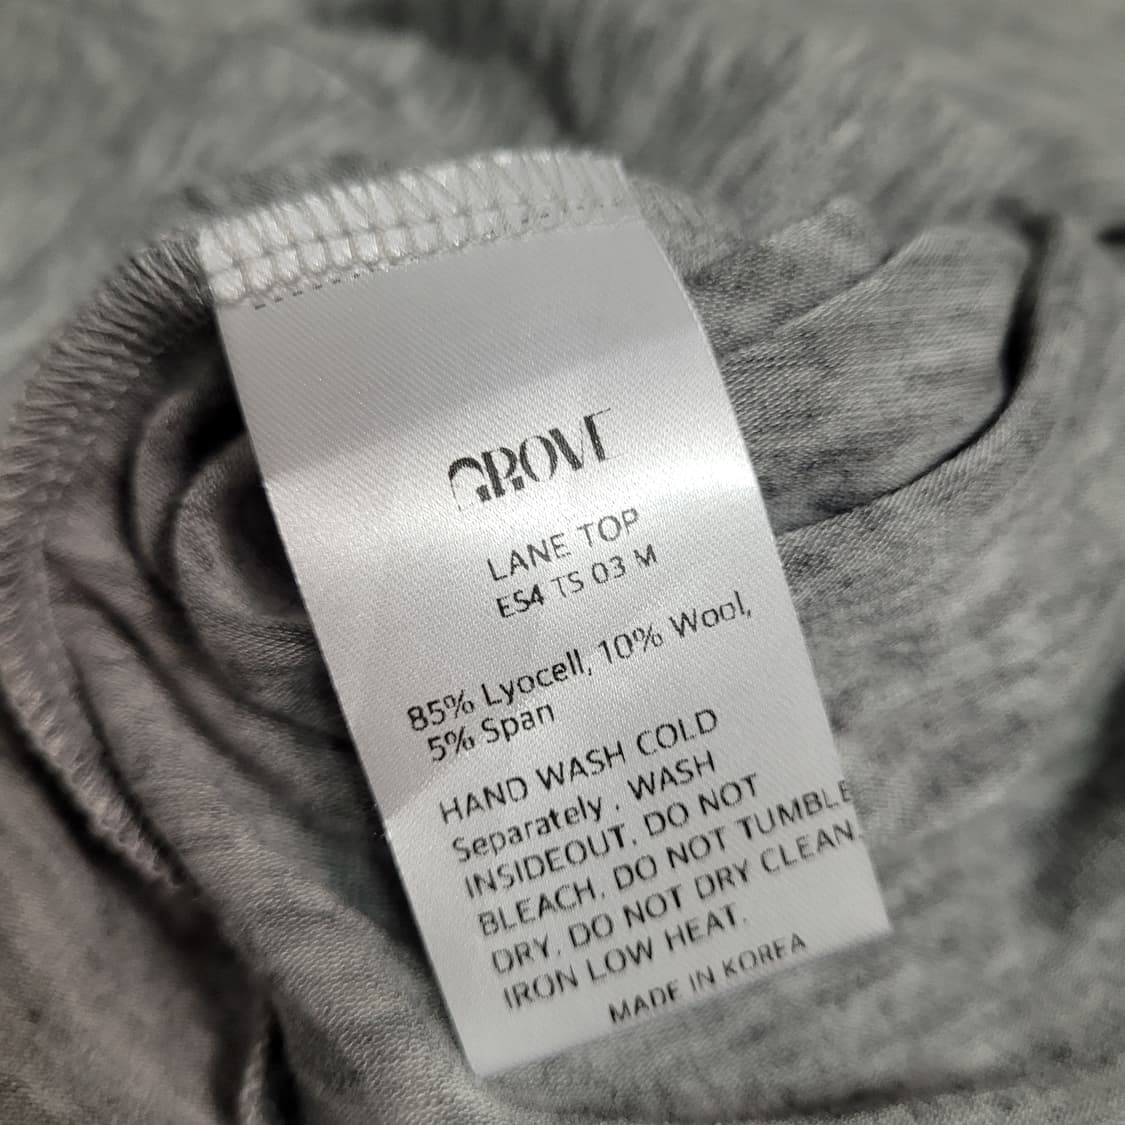 GROVE
LANE TOP
ES4 TS 03 M
85% Lyocell, 10% Wool,
5% Span
HAND WASH COLD
Separately . WASH
INSIDEOUT. DO NOT
BLEACH. DO NOT TUMBLE
DRY. DO NOT DRY CLEAN.
IRON LOW HEAT.
MADE IN KOREA